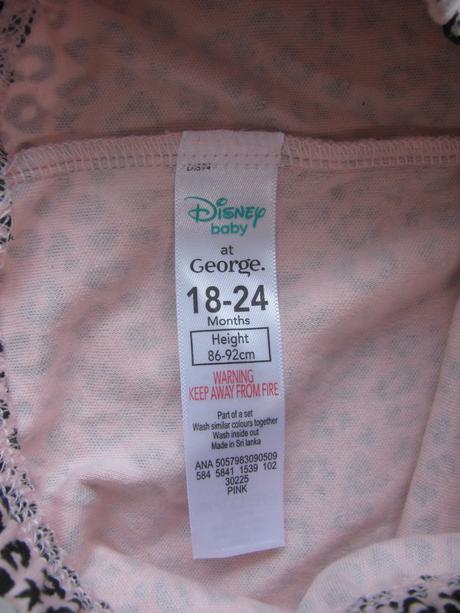 Disney
baby
at
George.
18-24
Months
Height
86-92cm
WARNING
KEEP AWAY FROM FIRE
Part of a set
Wash similar colours together
Wash inside out
Made in Sri lanka
ANA 5057983090509
584 5841 1539 102
30225
PINK